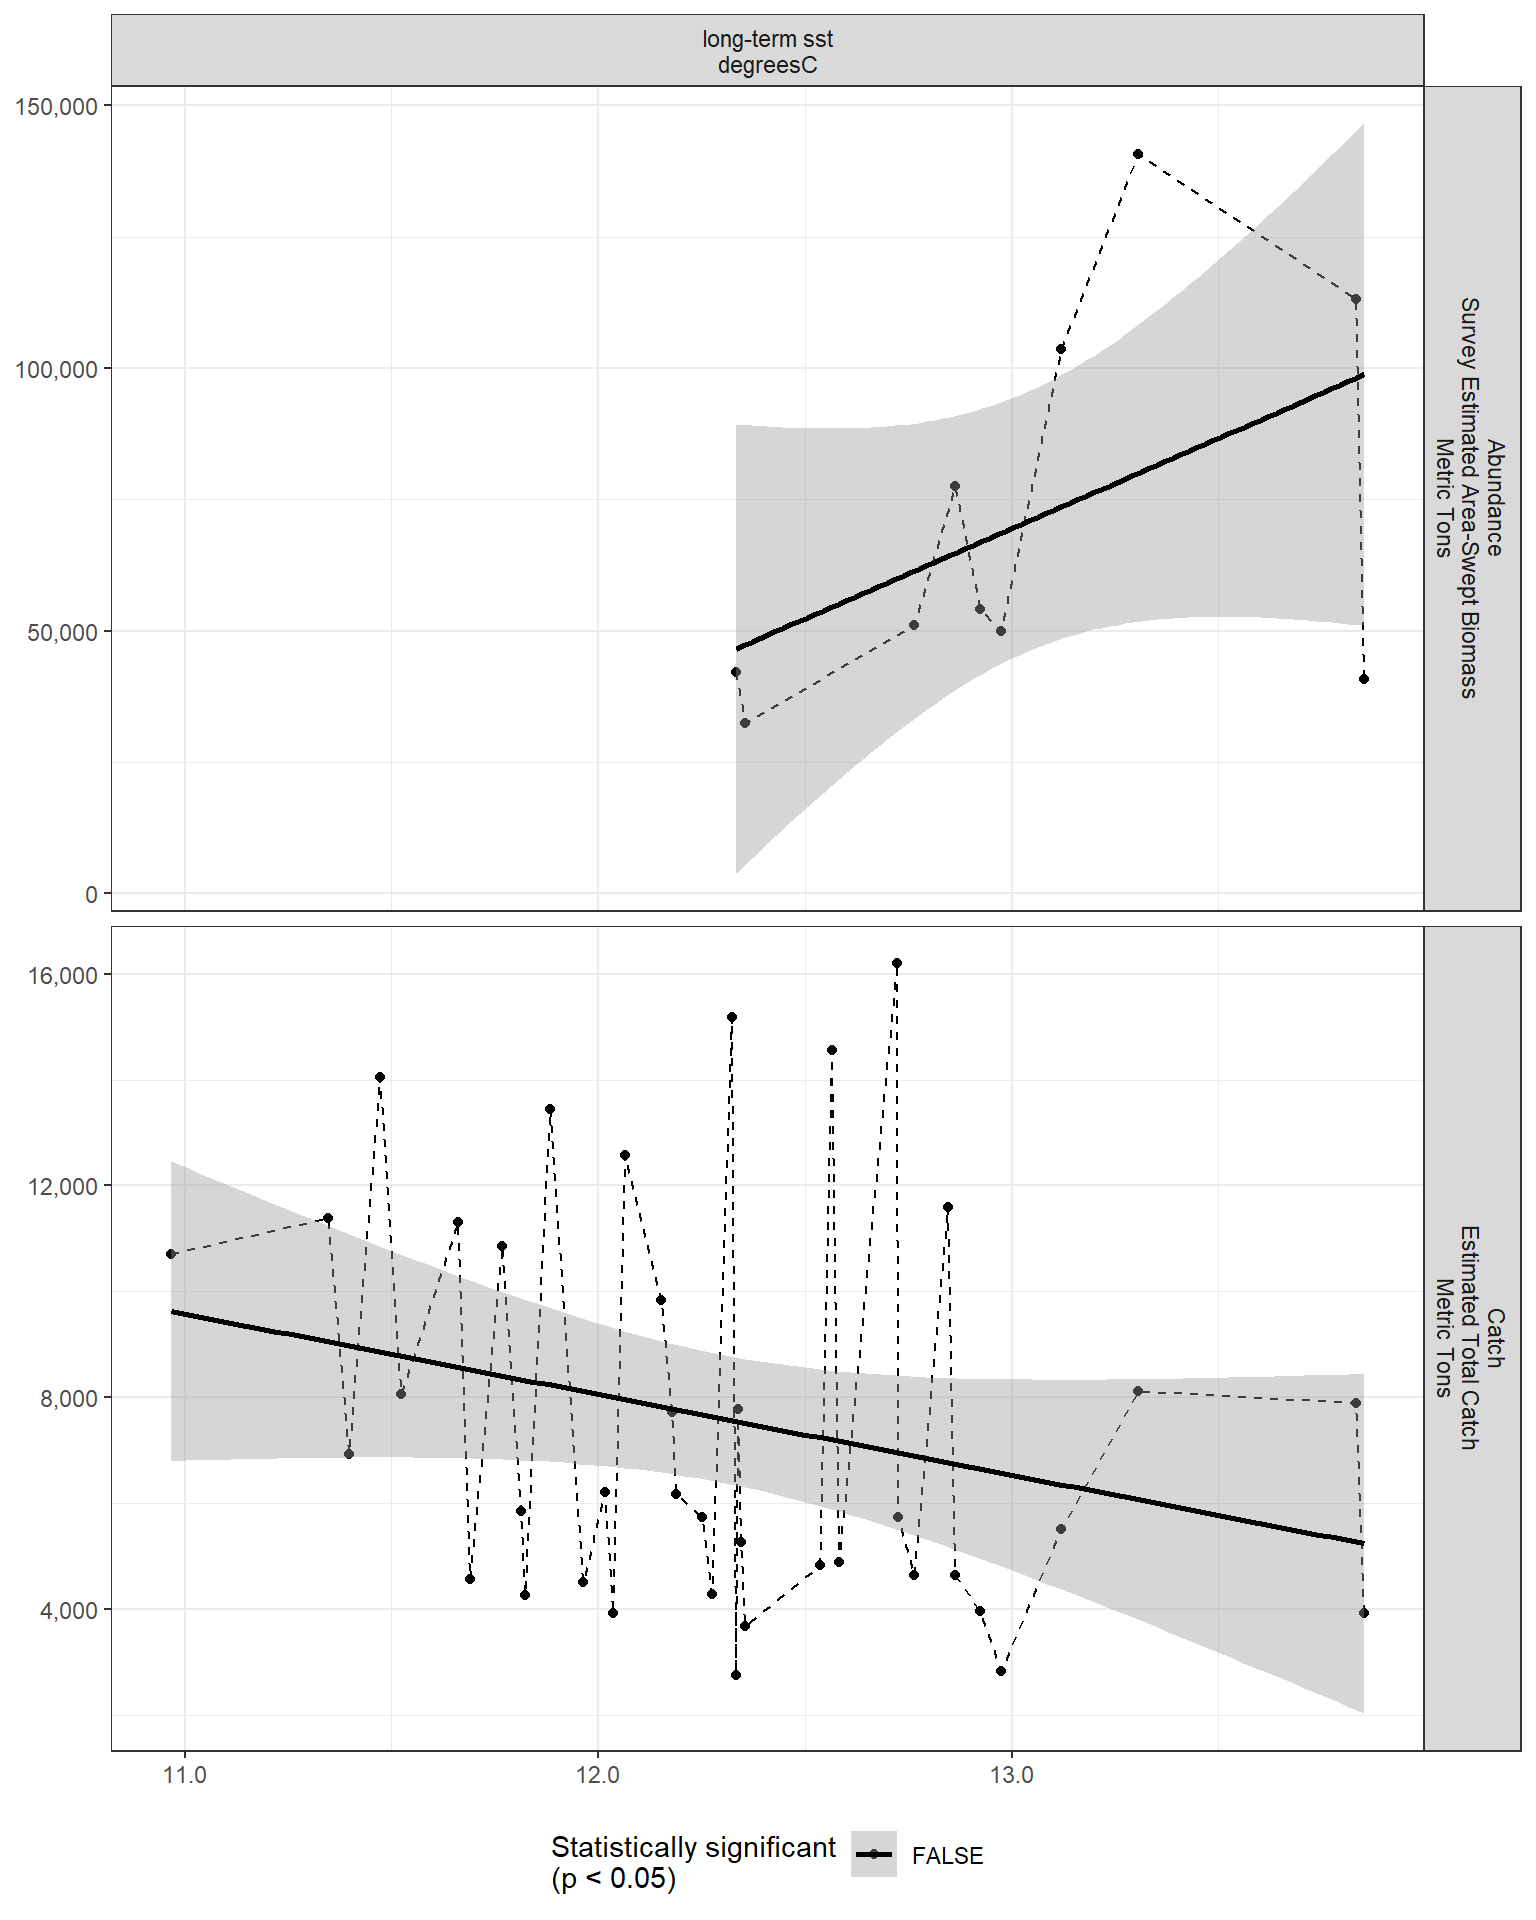 long-term sst
degreesC
150,000
100,000
50,000
0
Abundance
Survey Estimated Area-Swept Biomass
Metric Tons
16,000
12,000
8,000
4,000
Catch
Estimated Total Catch
Metric Tons
11.0
12.0
13.0
Statistically significant
(p < 0.05)
FALSE